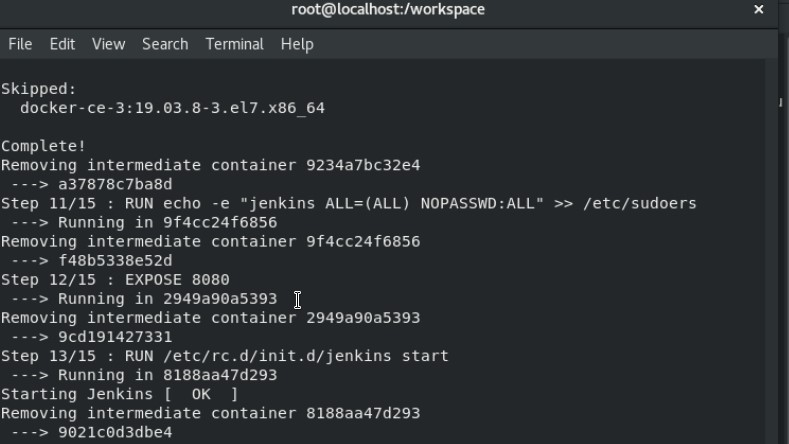 root@localhost:/workspace
×
File Edit View Search Terminal Help
Skipped:
  docker-ce-3:19.03.8-3.el7.x86_64
Complete!
Removing intermediate container 9234a7bc32e4
 ---> a37878c7ba8d
Step 11/15 : RUN echo -e "jenkins ALL=(ALL) NOPASSWD:ALL" >> /etc/sudoers
 ---> Running in 9f4cc24f6856
Removing intermediate container 9f4cc24f6856
 ---> f48b5338e52d
Step 12/15 : EXPOSE 8080
 ---> Running in 2949a90a5393
Removing intermediate container 2949a90a5393
 ---> 9cd191427331
Step 13/15 : RUN /etc/rc.d/init.d/jenkins start
 ---> Running in 8188aa47d293
Starting Jenkins [  OK  ]
Removing intermediate container 8188aa47d293
 ---> 9021c0d3dbe4